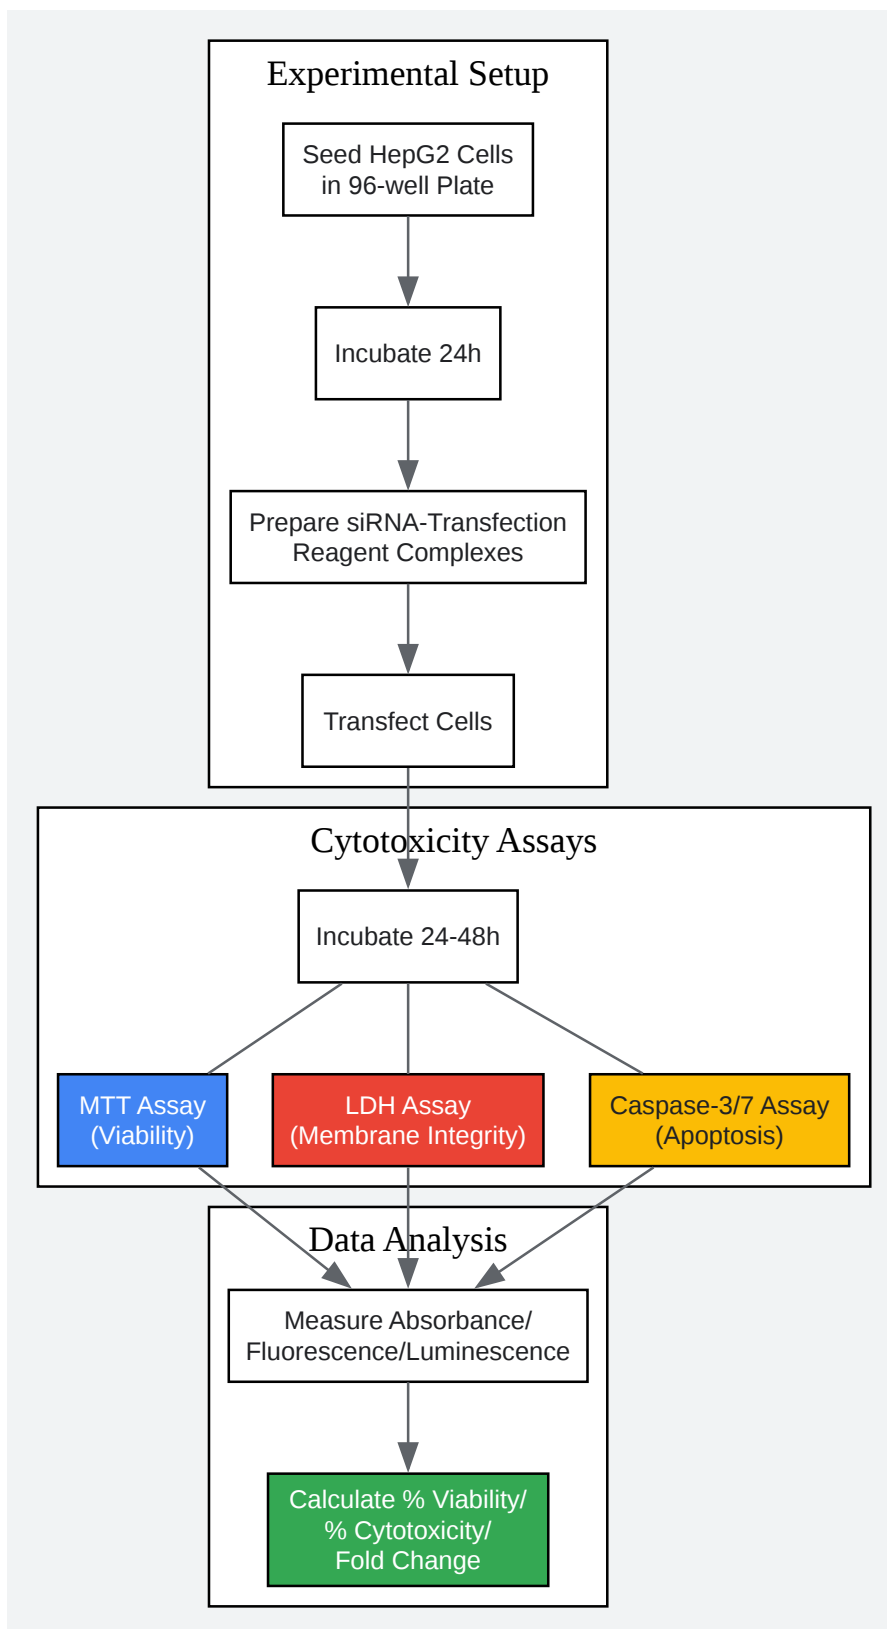 Experimental Setup
Seed HepG2 Cells
in 96-well Plate
Incubate 24h
Prepare siRNA-Transfection
Reagent Complexes
Transfect Cells
Cytotoxicity Assays
Incubate 24-48h
MTT Assay
(Viability)
LDH Assay
(Membrane Integrity)
Caspase-3/7 Assay
(Apoptosis)
Data Analysis
Measure Absorbance/
Fluorescence/Luminescence
Calculate % Viability/
% Cytotoxicity/
Fold Change